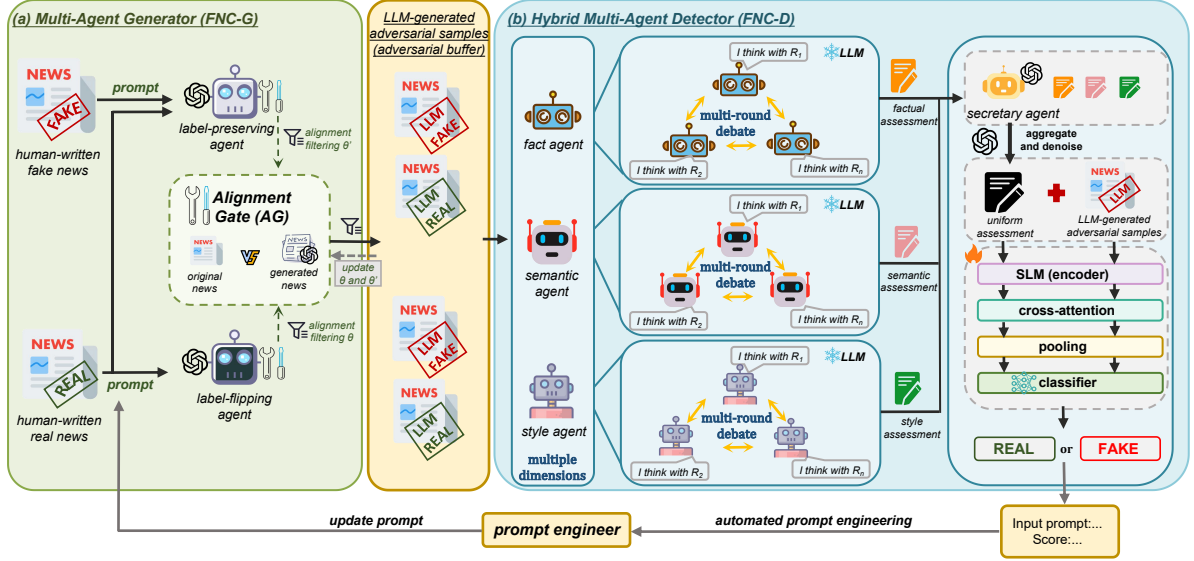 (a) Multi-Agent Generator (FNC-G)
NEWS
FAKE
human-written
fake news
prompt
label-preserving
agent
alignment
filtering θ'
Alignment
Gate (AG)
NEWS
original
news
VS
NEWS
generated
news
update
θ and θ'
alignment
filtering θ
NEWS
REAL
human-written
real news
prompt
label-flipping
agent
LLM-generated
adversarial samples
(adversarial buffer)
NEWS
LLM
FAKE
NEWS
LLM
REAL
NEWS
LLM
FAKE
NEWS
LLM
REAL
(b) Hybrid Multi-Agent Detector (FNC-D)
fact agent
semantic
agent
style agent
multiple
dimensions
I think with R1
LLM
multi-round
debate
I think with R2
I think with Rn
I think with R1
LLM
multi-round
debate
I think with R2
I think with Rn
I think with R1
LLM
multi-round
debate
I think with R2
I think with Rn
factual
assessment
semantic
assessment
style
assessment
secretary agent
aggregate
and denoise
uniform
assessment
NEWS
LLM
LLM-generated
adversarial samples
SLM (encoder)
cross-attention
pooling
classifier
REAL or FAKE
Input prompt:...
Score:...
automated prompt engineering
prompt engineer
update prompt